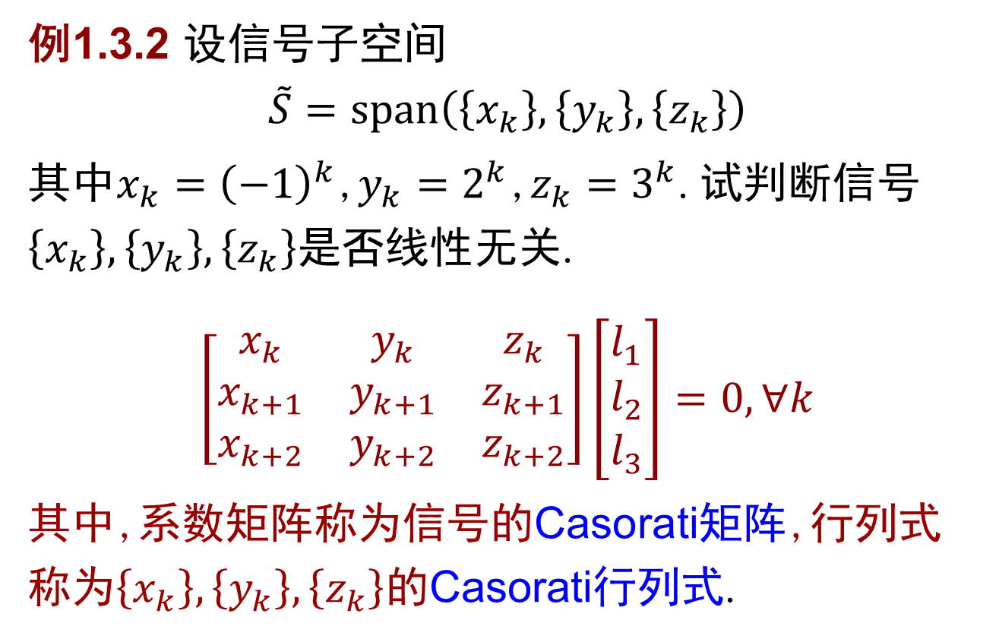 例1.3.2 设信号子空间
$\tilde{S} = \mathrm{span}(\{x_k\}, \{y_k\}, \{z_k\})$
其中$x_k = (-1)^k, y_k = 2^k, z_k = 3^k$. 试判断信号
$\{x_k\}, \{y_k\}, \{z_k\}$是否线性无关.
$\begin{bmatrix} x_k & y_k & z_k \\ x_{k+1} & y_{k+1} & z_{k+1} \\ x_{k+2} & y_{k+2} & z_{k+2} \end{bmatrix} \begin{bmatrix} l_1 \\ l_2 \\ l_3 \end{bmatrix} = 0, \forall k$
其中, 系数矩阵称为信号的Casorati矩阵, 行列式
称为$\{x_k\}, \{y_k\}, \{z_k\}$的Casorati行列式.